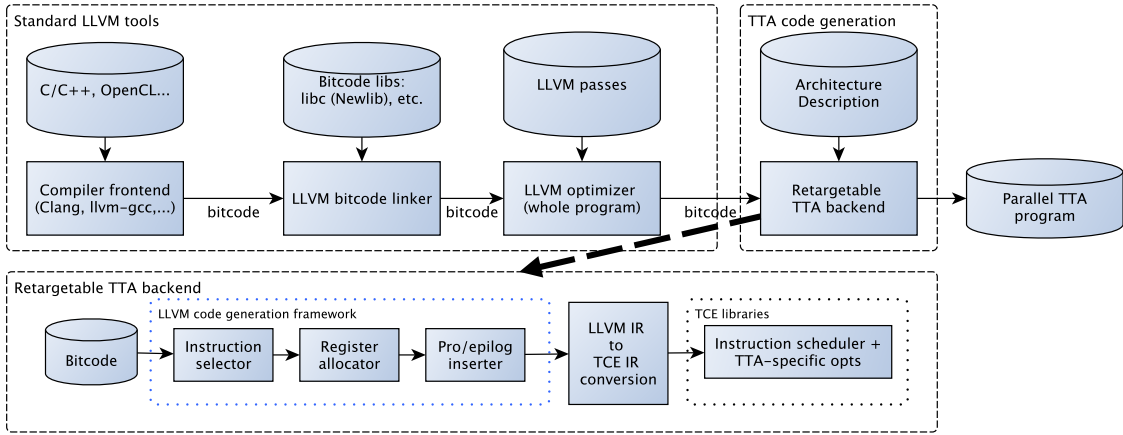 Standard LLVM tools
C/C++, OpenCL...
Bitcode libs:
libc (Newlib), etc.
LLVM passes
Compiler frontend
(Clang, llvm-gcc,...)
bitcode
LLVM bitcode linker
bitcode
LLVM optimizer
(whole program)
bitcode
TTA code generation
Architecture
Description
Retargetable
TTA backend
Parallel TTA
program
Retargetable TTA backend
Bitcode
LLVM code generation framework
Instruction
selector
Register
allocator
Pro/epilog
inserter
LLVM IR
to
TCE IR
conversion
TCE libraries
Instruction scheduler +
TTA-specific opts